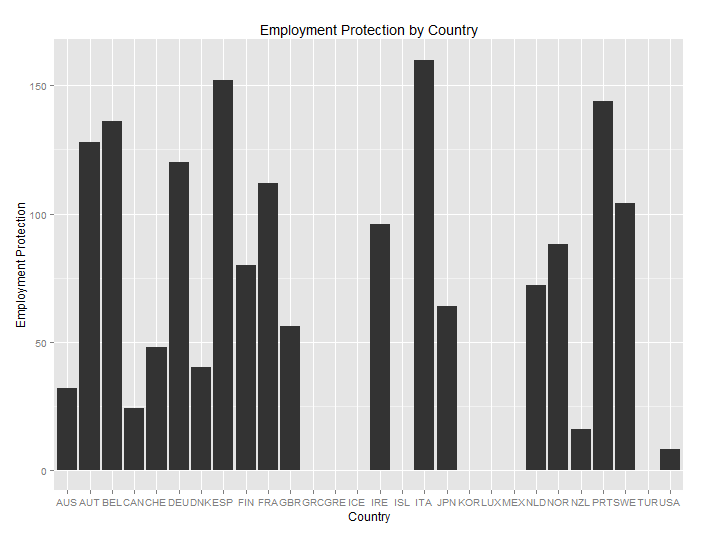 Employment Protection by Country
Employment Protection
150
100
50
0
AUS AUT BEL CAN CHE DEU DNK ESP FIN FRA GBR GRC GRE ICE IRE ISL ITA JPN KOR LUX MEX NLD NOR NZL PRT SWE TUR USA
Country